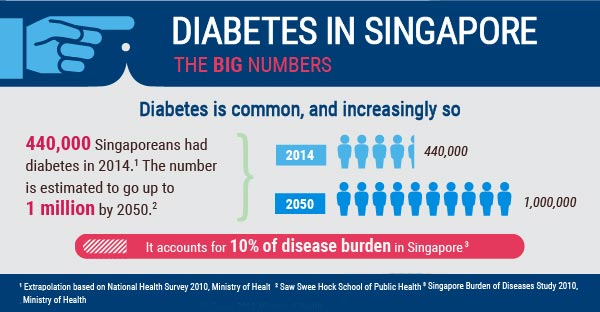 DIABETES IN SINGAPORE
THE BIG NUMBERS
Diabetes is common, and increasingly so
440,000 Singaporeans had
diabetes in 2014.¹ The number
is estimated to go up to
1 million by 2050.²
2014 440,000
2050 1,000,000
It accounts for 10% of disease burden in Singapore³
¹ Extrapolation based on National Health Survey 2010, Ministry of Healt ² Saw Swee Hock School of Public Health ³ Singapore Burden of Diseases Study 2010,
Ministry of Health